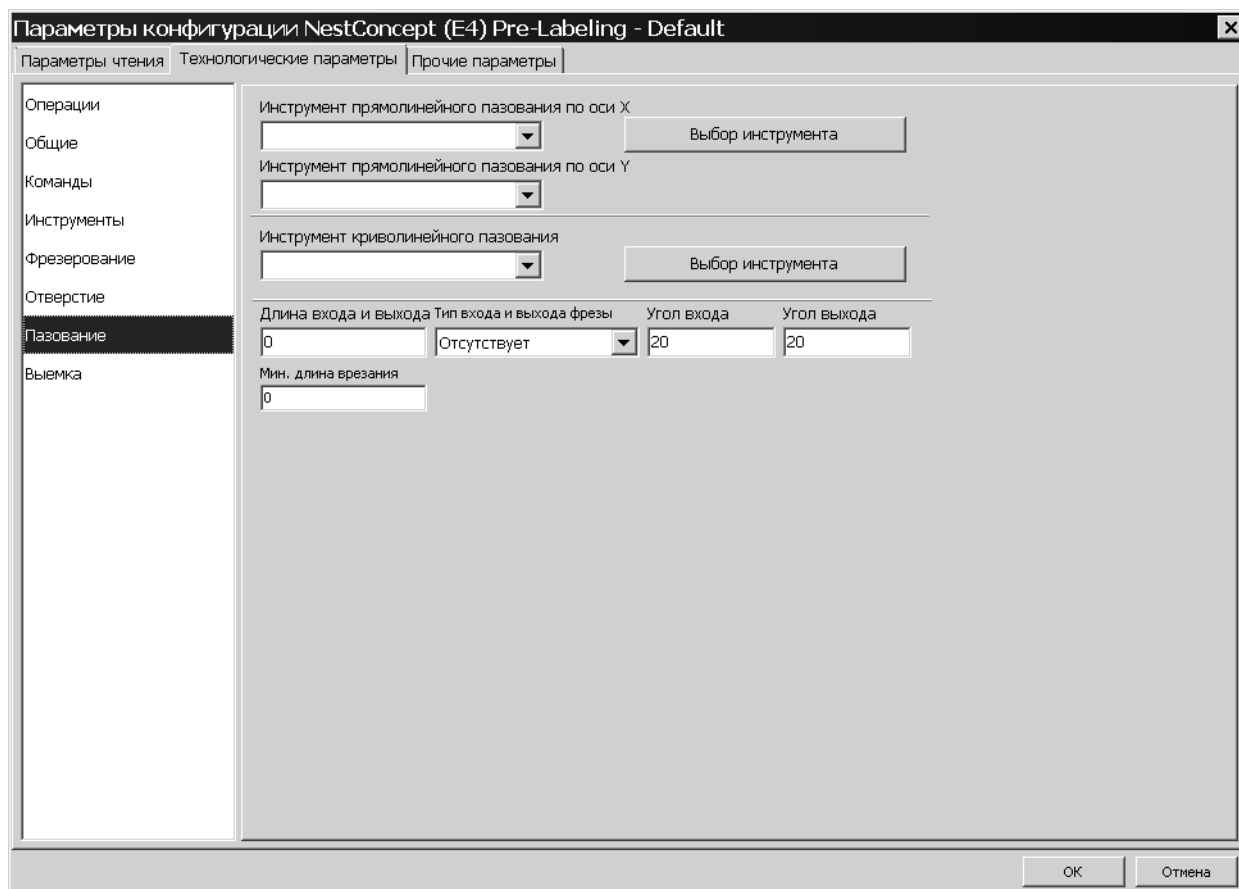 Параметры конфигурации NestConcept (E4) Pre-Labeling - Default
Параметры чтения Технологические параметры Прочие параметры
Операции
Общие
Команды
Инструменты
Фрезерование
Отверстие
Пазование
Выемка
Инструмент прямолинейного пазования по оси X
Выбор инструмента
Инструмент прямолинейного пазования по оси Y
Инструмент криволинейного пазования
Выбор инструмента
Длина входа и выхода Тип входа и выхода фрезы Угол входа Угол выхода
0 Отсутствует 20 20
Мин. длина врезания
0
ОК Отмена